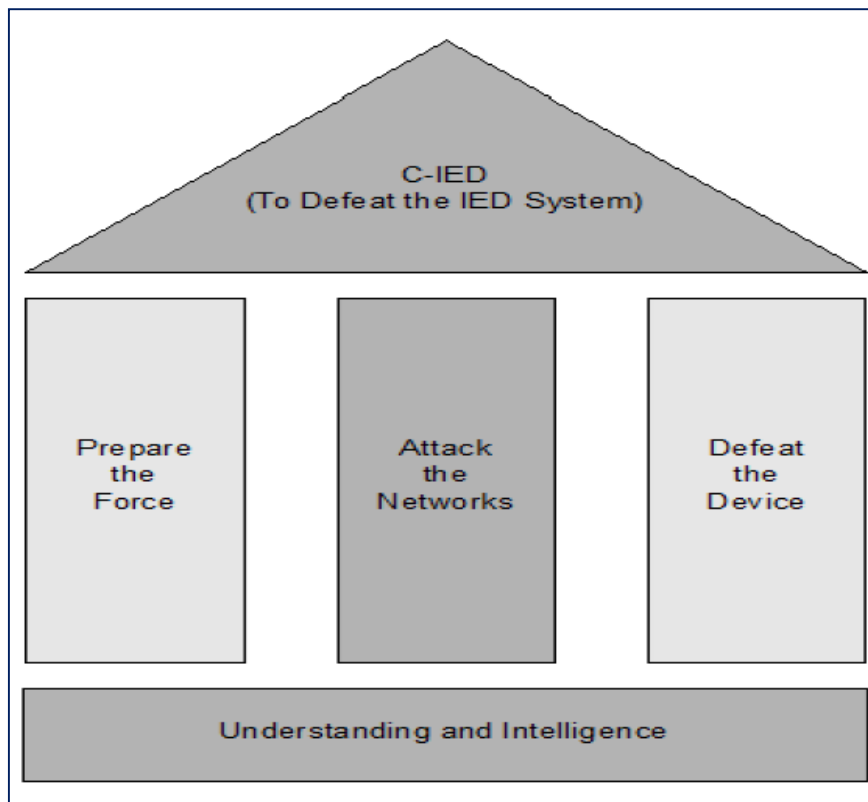 C-IED
(To Defeat the IED System)
Prepare
the
Force
Attack
the
Networks
Defeat
the
Device
Understanding and Intelligence